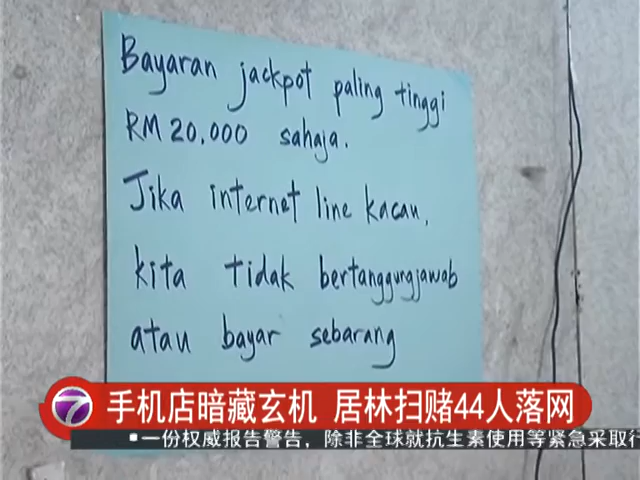 Bayaran jackpot paling tinggi
RM 20,000 sahaja.
Jika internet line kacau,
kita tidak bertanggungjawab
atau bayar sebarang
7 手机店暗藏玄机 居林扫赌44人落网
▪一份权威报告警告，除非全球就抗生素使用等紧急采取行